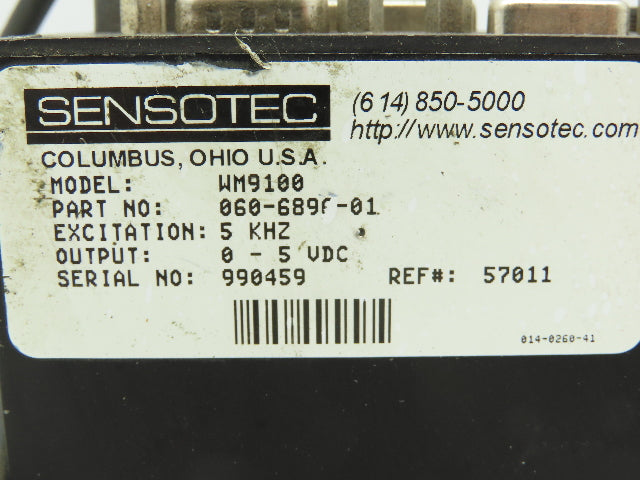 SENSOTEC
(614) 850-5000
http://www.sensotec.com
COLUMBUS, OHIO U.S.A.
MODEL: WM9100
PART NO:
EXCITATION: 5 KHZ
OUTPUT: 0 - 5 VDC
SERIAL NO: 990459 REF#: 57011
014-0260-41